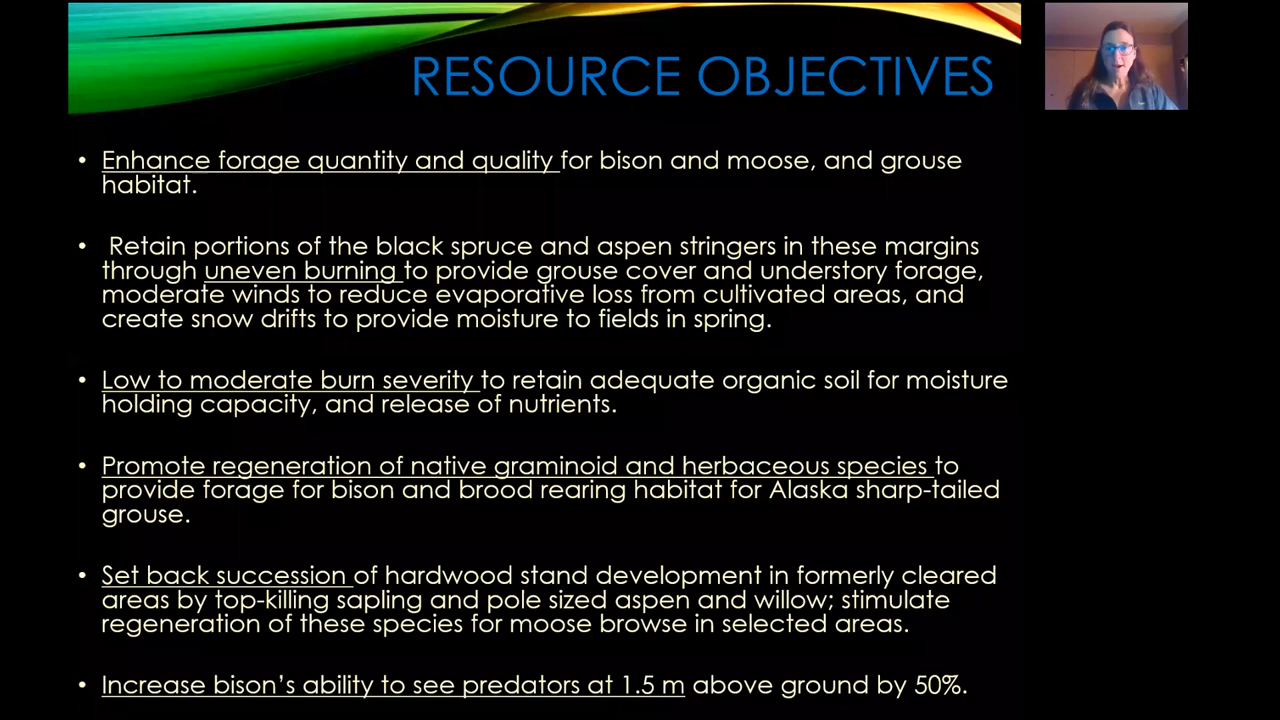 RESOURCE OBJECTIVES
• Enhance forage quantity and quality for bison and moose, and grouse
habitat.
• Retain portions of the black spruce and aspen stringers in these margins
through uneven burning to provide grouse cover and understory forage,
moderate winds to reduce evaporative loss from cultivated areas, and
create snow drifts to provide moisture to fields in spring.
• Low to moderate burn severity to retain adequate organic soil for moisture
holding capacity, and release of nutrients.
• Promote regeneration of native graminoid and herbaceous species to
provide forage for bison and brood rearing habitat for Alaska sharp-tailed
grouse.
• Set back succession of hardwood stand development in formerly cleared
areas by top-killing sapling and pole sized aspen and willow; stimulate
regeneration of these species for moose browse in selected areas.
• Increase bison’s ability to see predators at 1.5 m above ground by 50%.